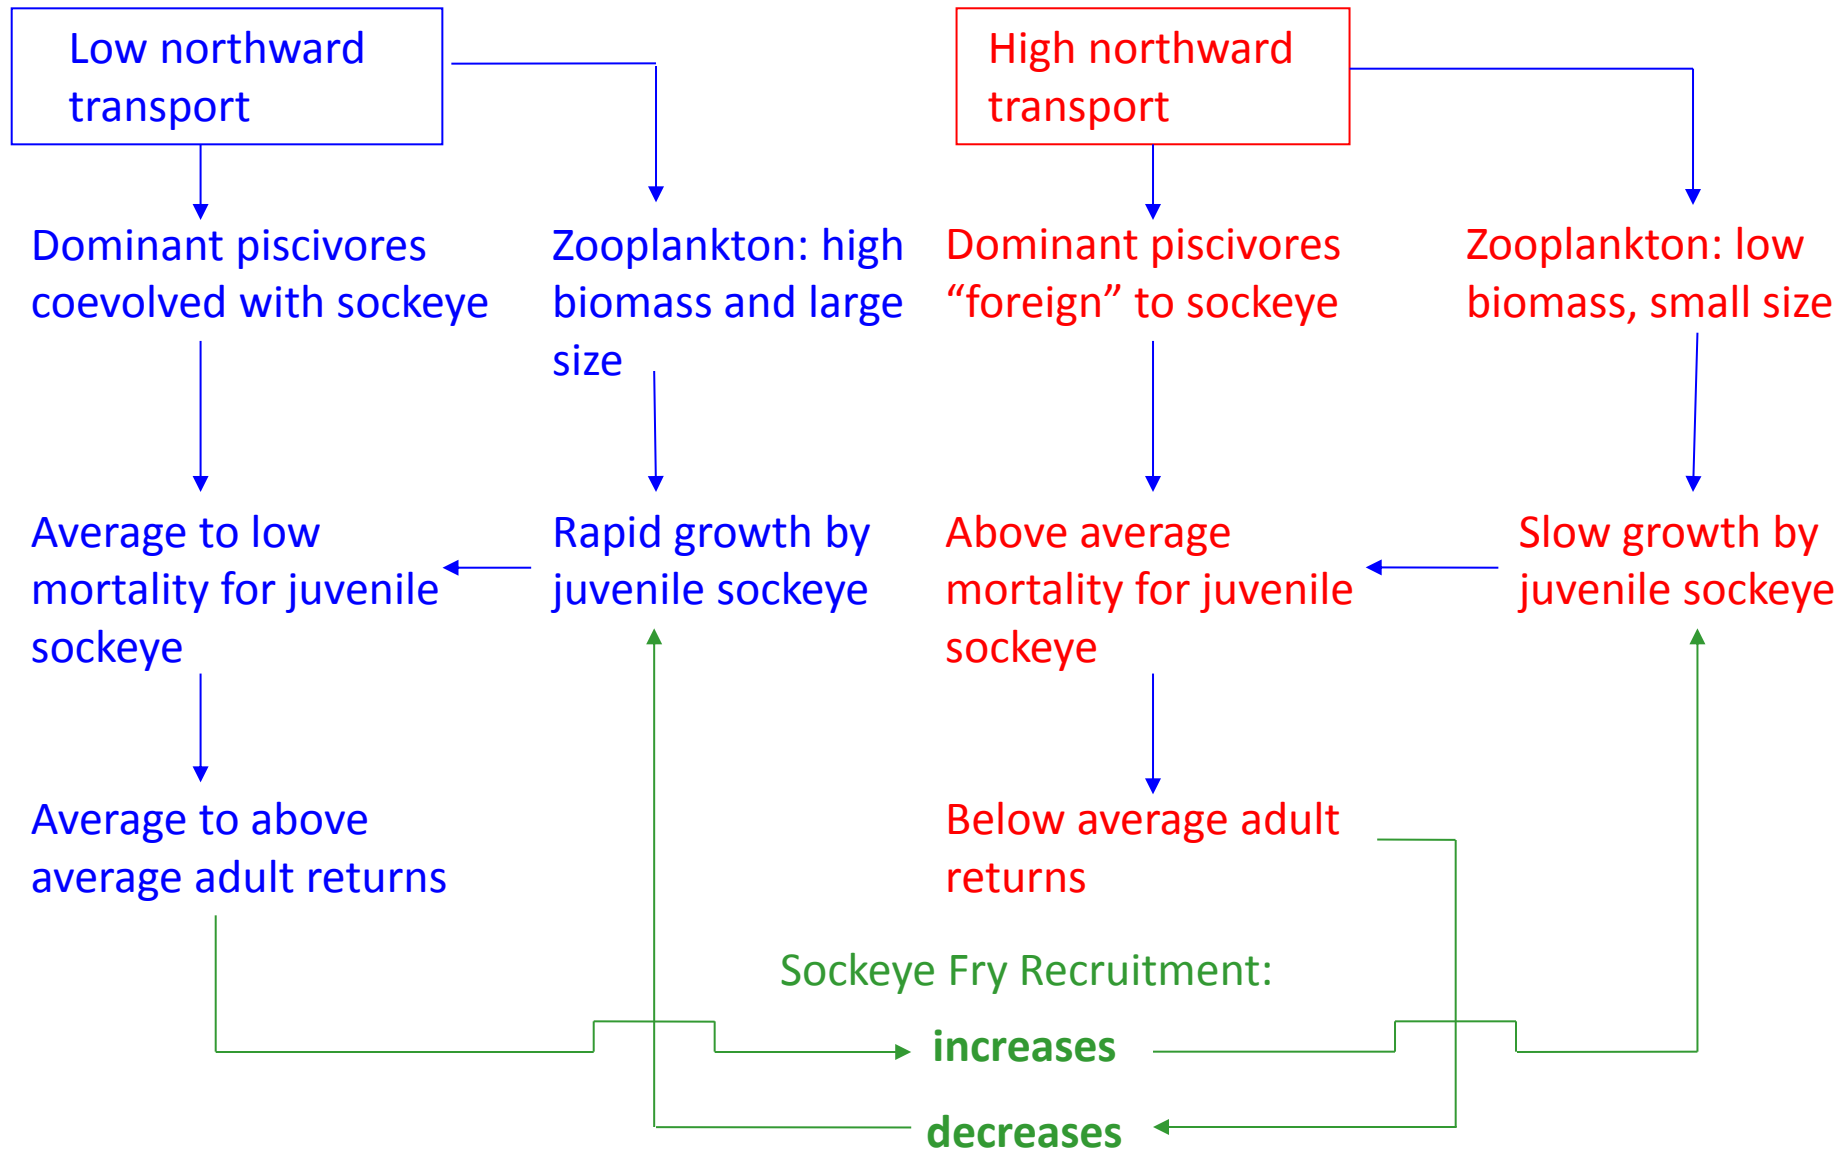 Low northward
transport
High northward
transport
Dominant piscivores
coevolved with sockeye
Zooplankton: high
biomass and large
size
Dominant piscivores
“foreign” to sockeye
Zooplankton: low
biomass, small size
Average to low
mortality for juvenile
sockeye
Rapid growth by
juvenile sockeye
Above average
mortality for juvenile
sockeye
Slow growth by
juvenile sockeye
Average to above
average adult returns
Below average adult
returns
Sockeye Fry Recruitment:
increases
decreases